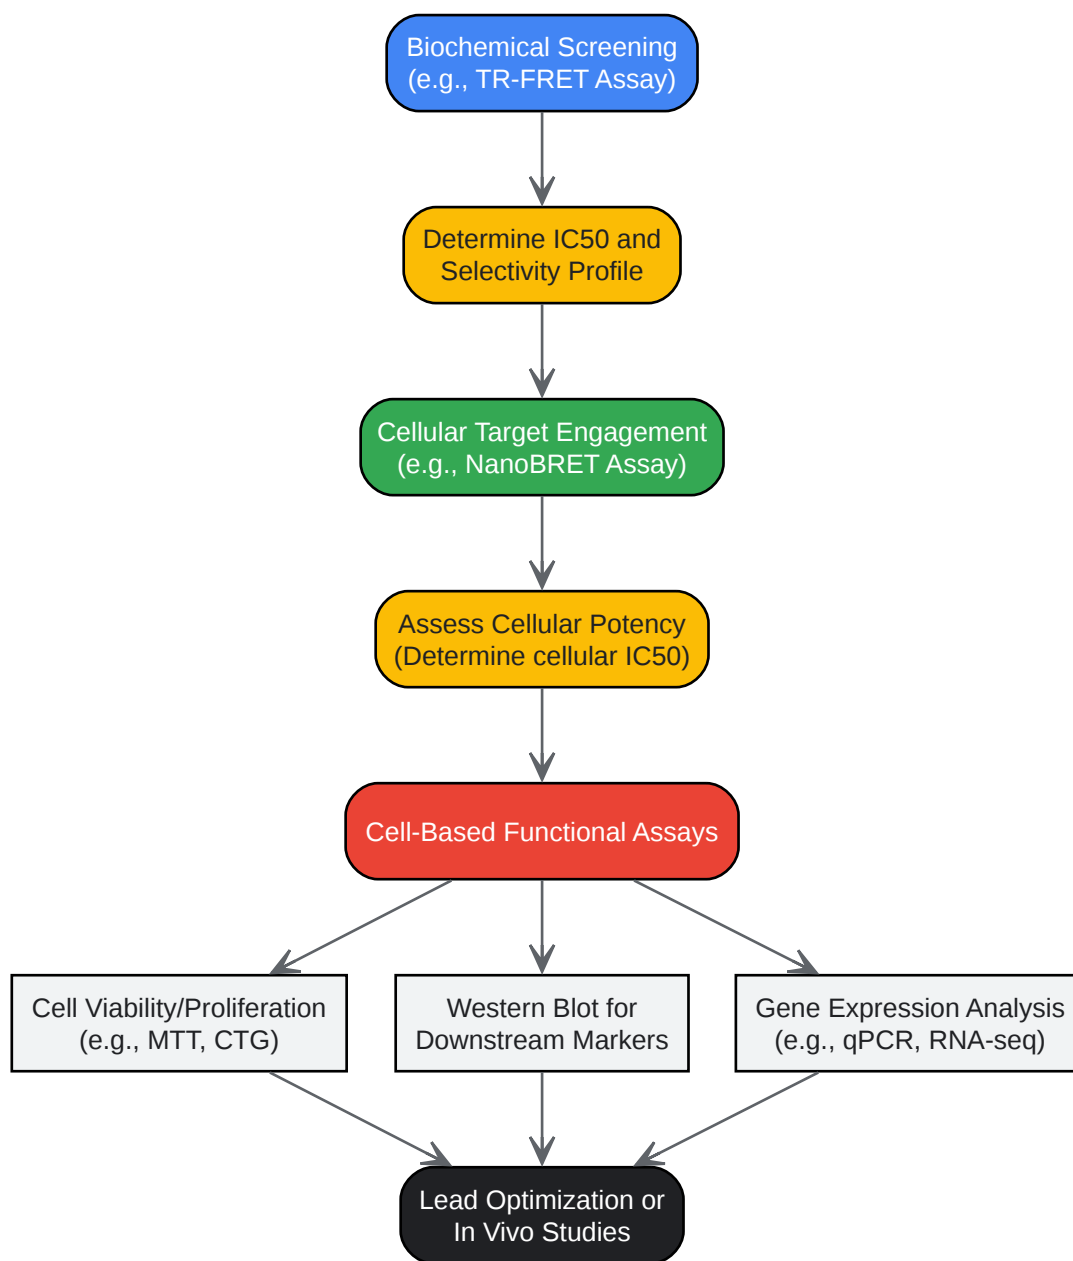 Biochemical Screening
(e.g., TR-FRET Assay)
Determine IC50 and
Selectivity Profile
Cellular Target Engagement
(e.g., NanoBRET Assay)
Assess Cellular Potency
(Determine cellular IC50)
Cell-Based Functional Assays
Cell Viability/Proliferation
(e.g., MTT, CTG)
Western Blot for
Downstream Markers
Gene Expression Analysis
(e.g., qPCR, RNA-seq)
Lead Optimization or
In Vivo Studies